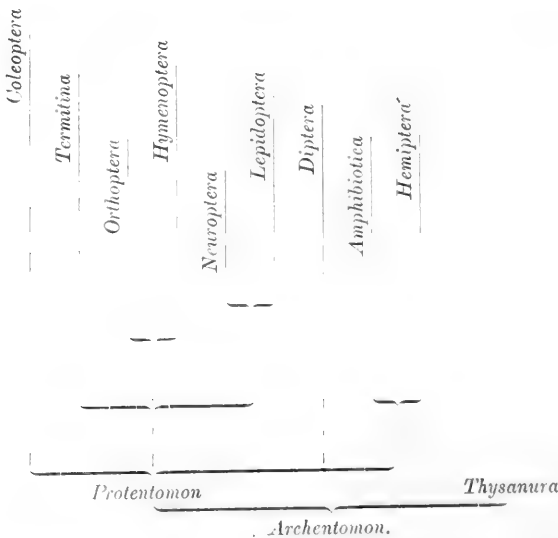 Coleoptera
Termitina
Orthoptera
Hymenoptera
Neuroptera
Lepidoptera
Diptera
Amphibiotica
Hemiptera
Protentomon
Thysanura
Archentomon.